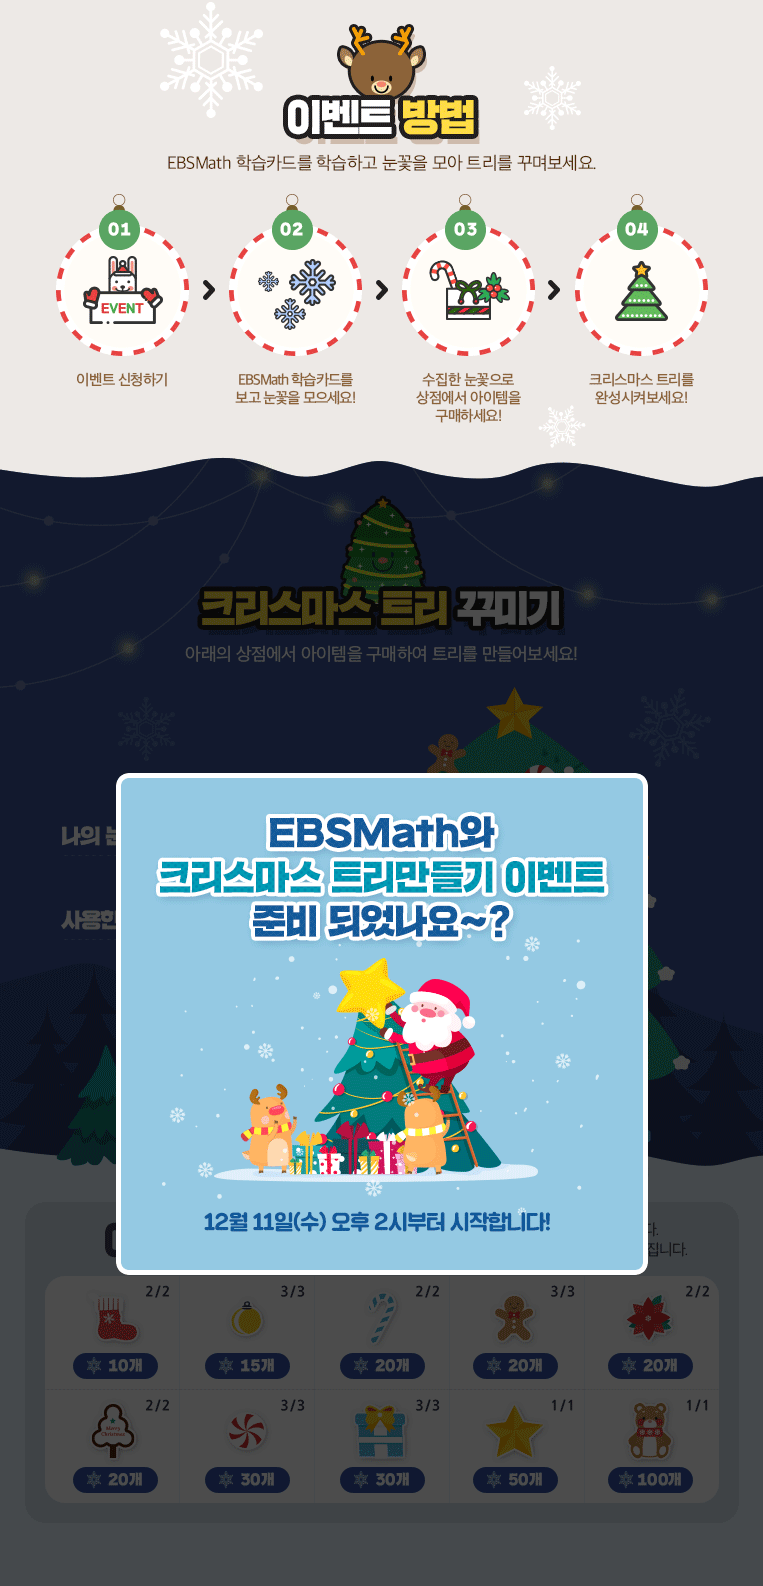 이벤트 방법
EBSMath 학습카드를 학습하고 눈꽃을 모아 트리를 꾸며보세요.
01
EVENT
이벤트 신청하기
02
EBSMath 학습카드를
보고 눈꽃을 모으세요!
03
수집한 눈꽃으로
상점에서 아이템을
구매하세요!
04
크리스마스 트리를
완성시켜보세요!
크리스마스 트리 꾸미기
아래의 상점에서 아이템을 구매하여 트리를 만들어보세요!
나의
사용한
EBSMath와
크리스마스 트리만들기 이벤트
준비 되었나요~?
12월 11일(수) 오후 2시부터 시작합니다!
다.
집니다.
2/2
3/3
2/2
3/3
2/2
10개
15개
20개
20개
20개
2/2
3/3
3/3
1/1
1/1
Merry
Christmas
20개
30개
30개
50개
100개